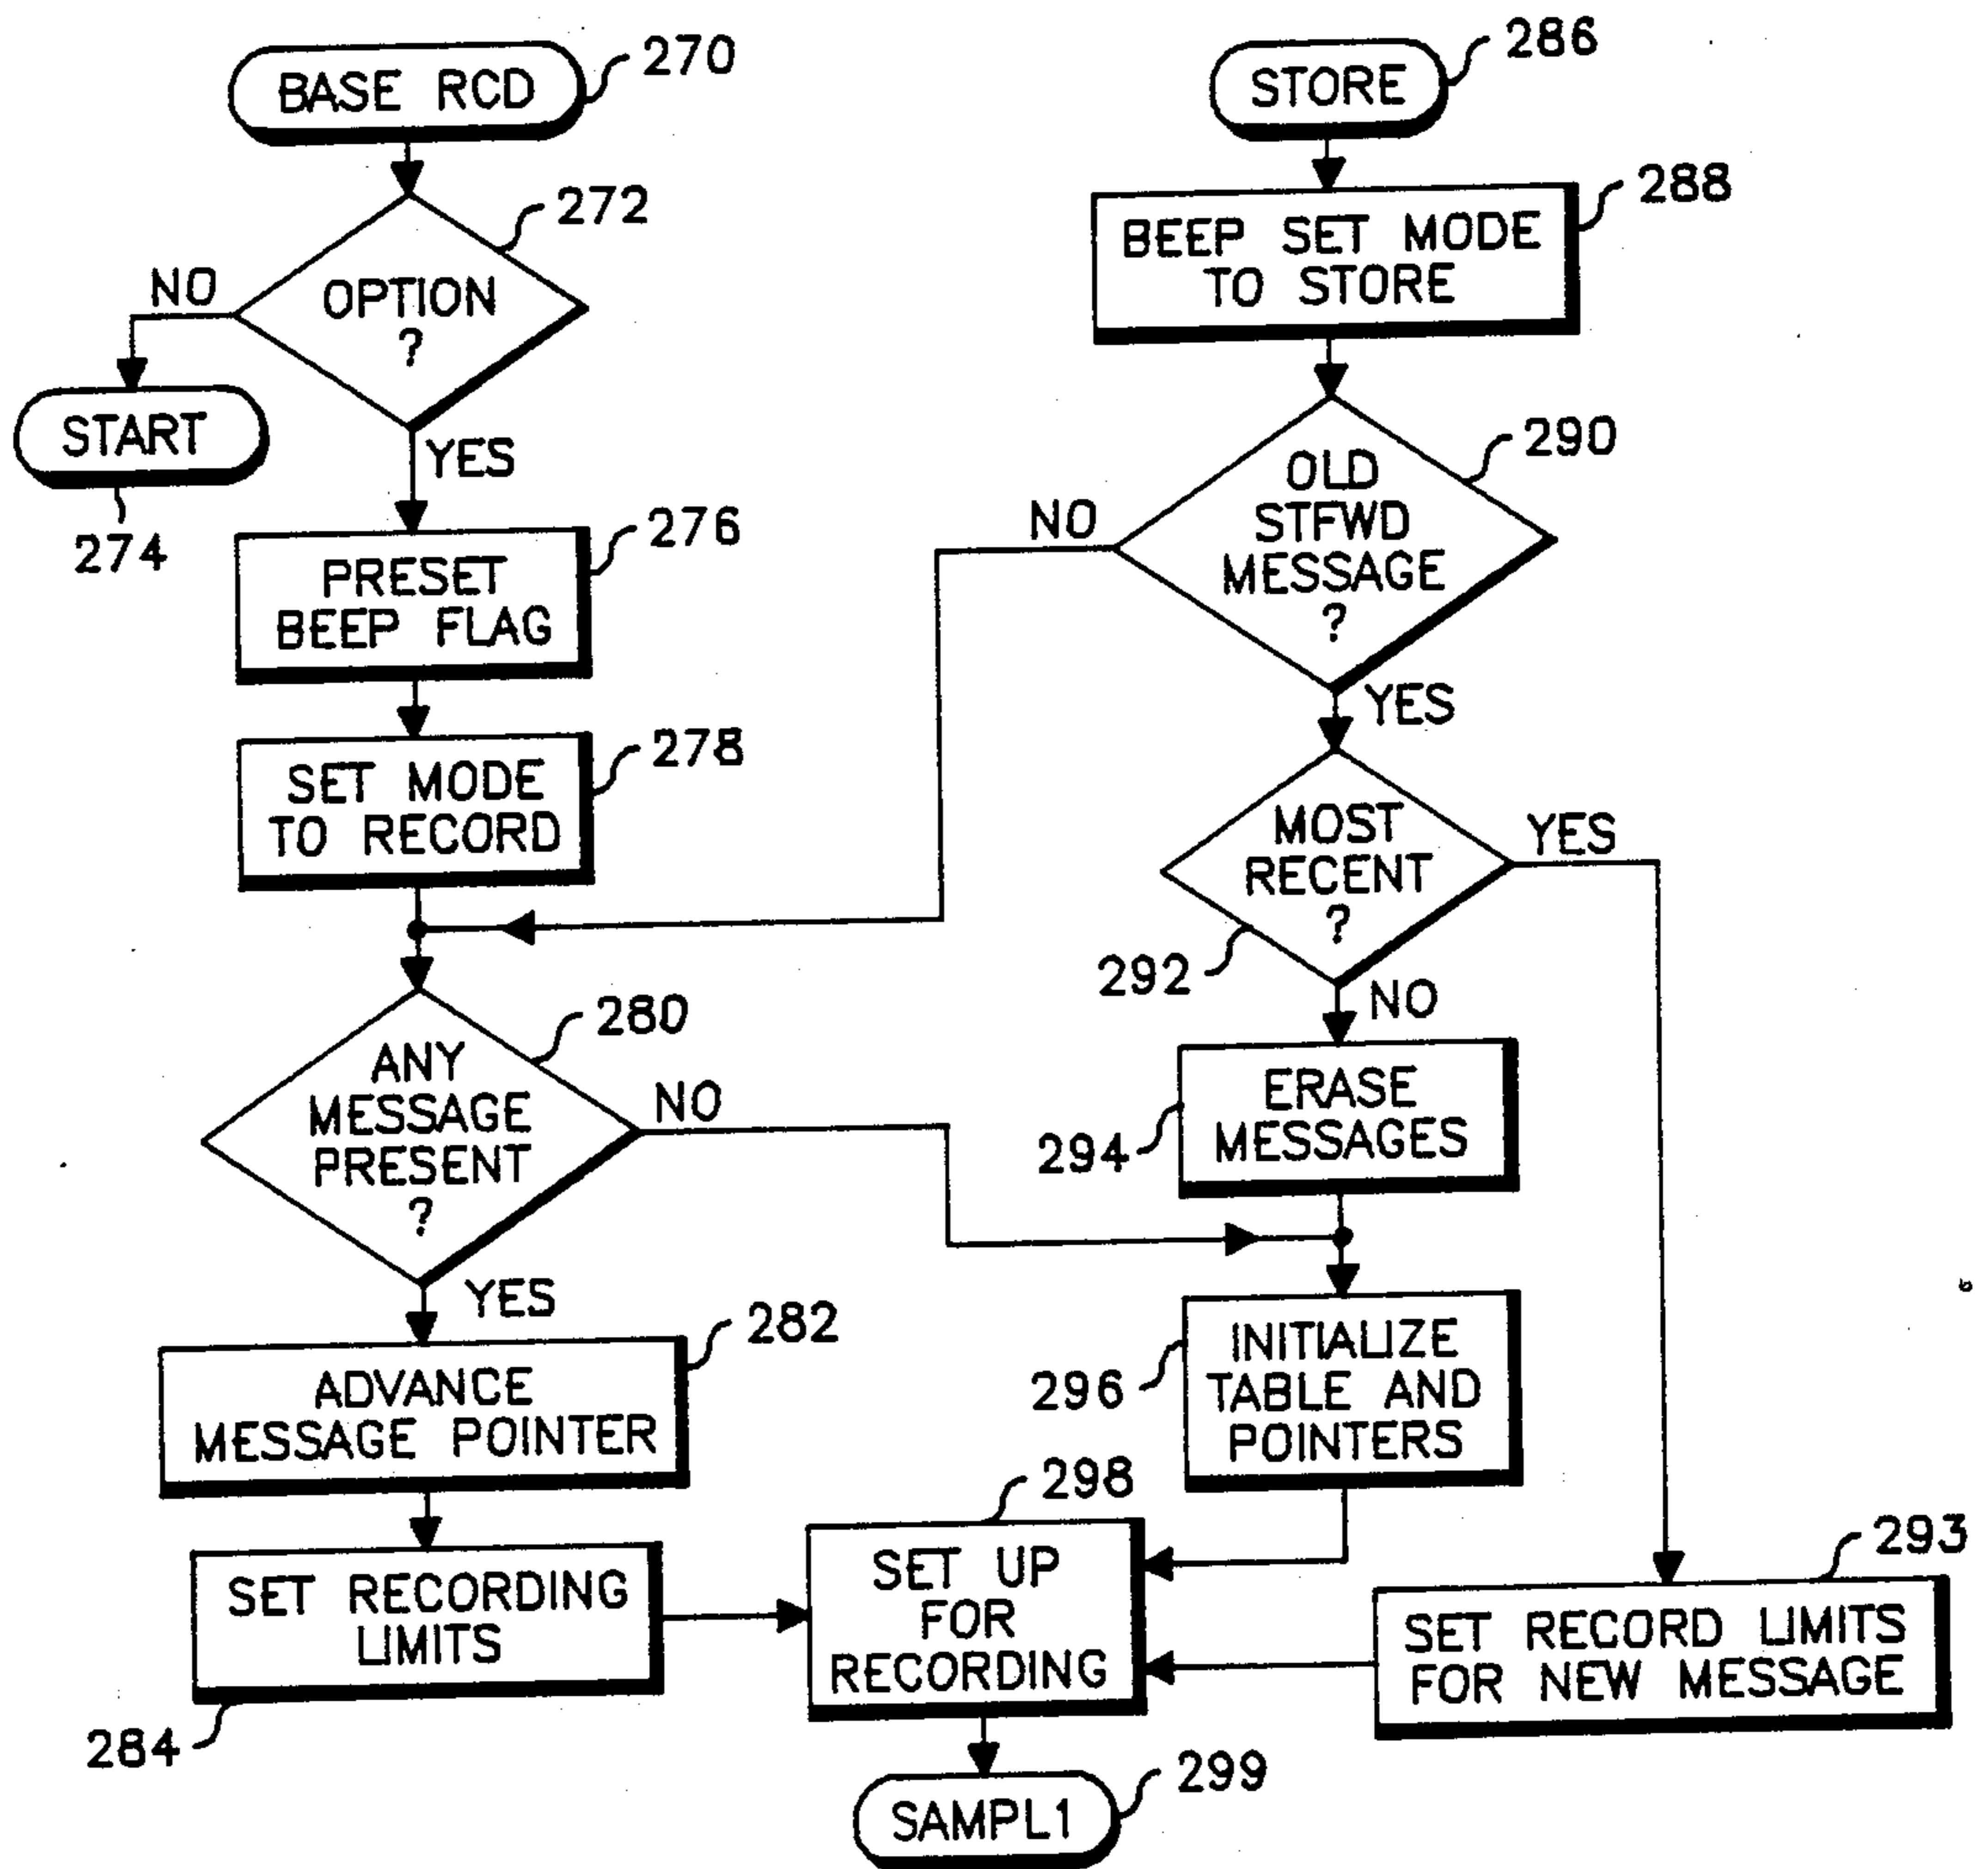 BASE RCD
270
272
OPTION
?
NO
START
274
YES
276
PRESET
BEEP FLAG
278
SET MODE
TO RECORD
280
ANY
MESSAGE
PRESENT
?
NO
YES
282
ADVANCE
MESSAGE POINTER
SET RECORDING
LIMITS
284
STORE
286
288
BEEP SET MODE
TO STORE
290
OLD
STFWD
MESSAGE
?
NO
YES
MOST
RECENT
?
YES
292
NO
ERASE
MESSAGES
294
INITIALIZE
TABLE AND
POINTERS
296
298
SET UP
FOR
RECORDING
293
SET RECORD LIMITS
FOR NEW MESSAGE
SAMPL1
299